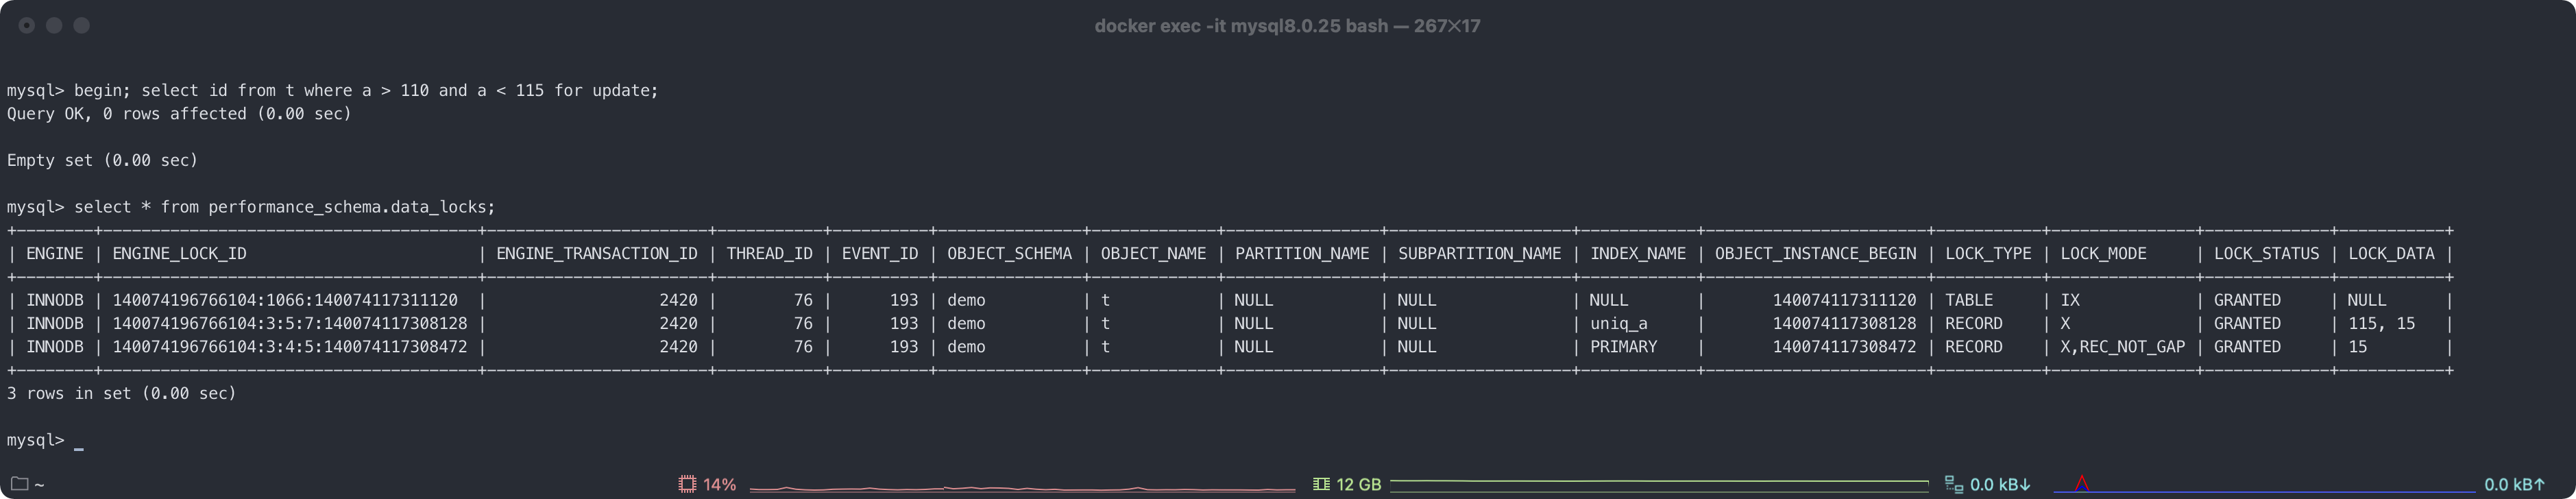 docker exec -it mysql8.0.25 bash — 267×17
mysql> begin; select id from t where a > 110 and a < 115 for update;
Query OK, 0 rows affected (0.00 sec)
Empty set (0.00 sec)
mysql> select * from performance_schema.data_locks;
+--------+---------------------------------------+-----------------------+-----------+----------+---------------+-------------+----------------+-------------------+------------+-----------------------+-----------+---------------+-------------+-----------+
| ENGINE | ENGINE_LOCK_ID                        | ENGINE_TRANSACTION_ID | THREAD_ID | EVENT_ID | OBJECT_SCHEMA | OBJECT_NAME | PARTITION_NAME | SUBPARTITION_NAME | INDEX_NAME | OBJECT_INSTANCE_BEGIN | LOCK_TYPE | LOCK_MODE     | LOCK_STATUS | LOCK_DATA |
+--------+---------------------------------------+-----------------------+-----------+----------+---------------+-------------+----------------+-------------------+------------+-----------------------+-----------+---------------+-------------+-----------+
| INNODB | 140074196766104:1066:140074117311120  |                  2420 |        76 |      193 | demo          | t           | NULL           | NULL              | NULL       |       140074117311120 | TABLE     | IX            | GRANTED     | NULL      |
| INNODB | 140074196766104:3:5:7:140074117308128 |                  2420 |        76 |      193 | demo          | t           | NULL           | NULL              | uniq_a     |       140074117308128 | RECORD    | X             | GRANTED     | 115, 15   |
| INNODB | 140074196766104:3:4:5:140074117308472 |                  2420 |        76 |      193 | demo          | t           | NULL           | NULL              | PRIMARY    |       140074117308472 | RECORD    | X,REC_NOT_GAP | GRANTED     | 15        |
+--------+---------------------------------------+-----------------------+-----------+----------+---------------+-------------+----------------+-------------------+------------+-----------------------+-----------+---------------+-------------+-----------+
3 rows in set (0.00 sec)
mysql> _
~ 14% 12 GB 0.0 kB↓ 0.0 kB↑